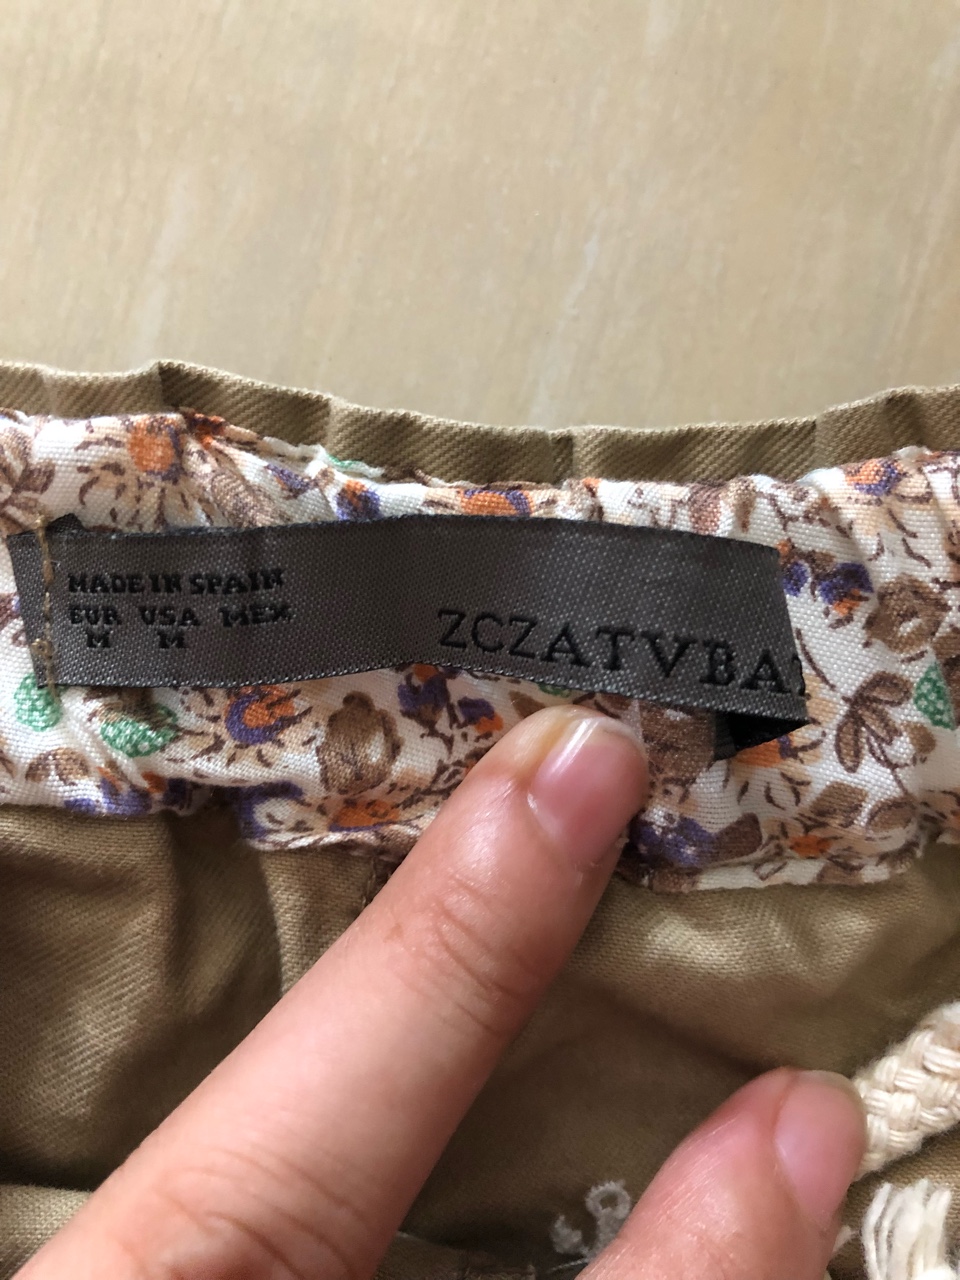 MADE IN SPAIN
EUR USA MEX
M M
ZCZATVBA